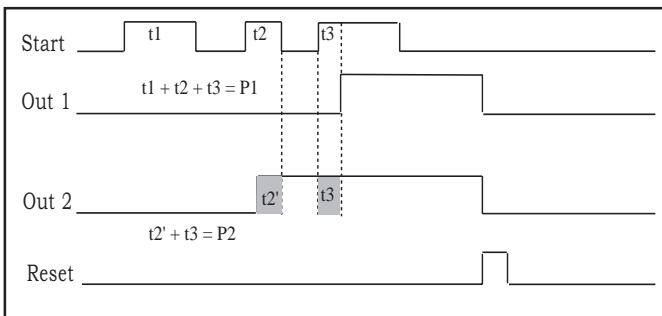 Start
t1
t2
t3
t1 + t2 + t3 = P1
Out 1
Out 2
t2'
t3
t2' + t3 = P2
Reset